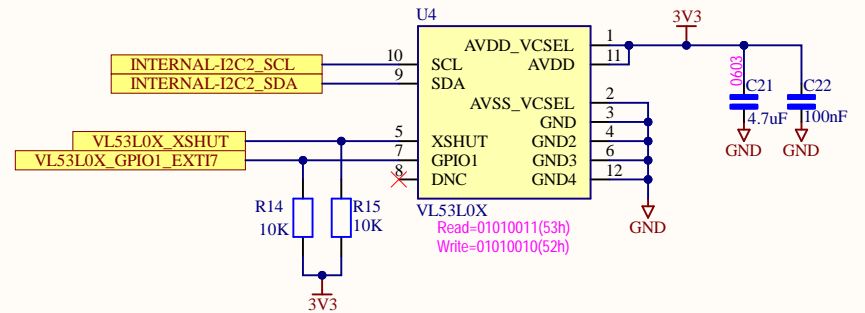 U4
3V3
INTERNAL-I2C2_SCL
10
SCL
AVDD_VCSEL
1
INTERNAL-I2C2_SDA
9
SDA
AVDD
11
0603
C21
4.7uF
C22
100nF
AVSS_VCSEL
2
GND
3
VL53L0X_XSHUT
5
XSHUT
GND2
4
VL53L0X_GPIO1_EXTI7
7
GPIO1
GND3
6
8
DNC
GND4
12
GND
GND
R14
10K
R15
10K
VL53L0X
GND
Read=01010011(53h)
Write=01010010(52h)
3V3